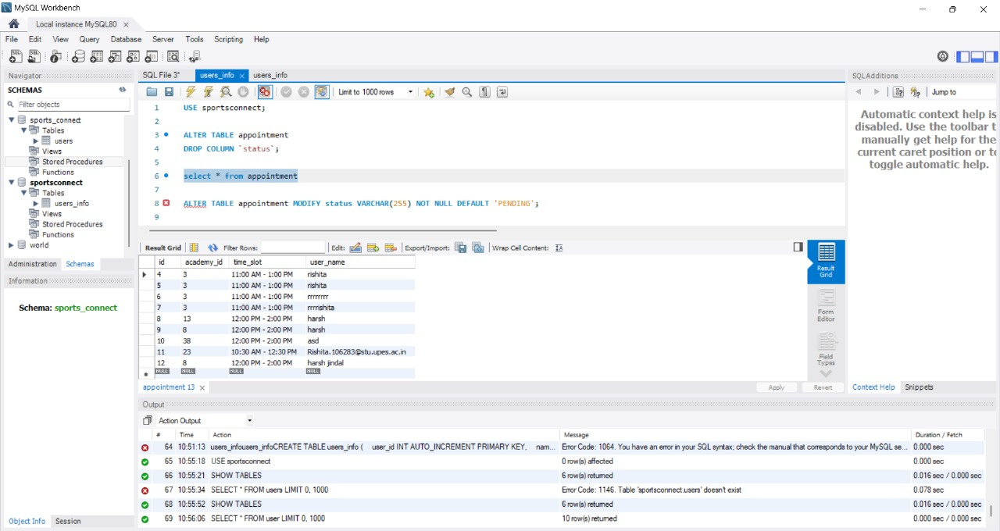 MySQL Workbench
Local instance MySQL80
File Edit View Query Database Server Tools Scripting Help
Navigator
SCHEMAS
Filter objects
sports_connect
Tables
users
Views
Stored Procedures
Functions
sportsconnect
Tables
users_info
Views
Stored Procedures
Functions
world
Administration Schemas
Information
Schema: sports_connect
Object Info Session
SQL File 3* users_info users_info
Limit to 1000 rows
1 USE sportsconnect;
2
3 ALTER TABLE appointment
4 DROP COLUMN `status`;
5
6 select * from appointment
7
8 ALTER TABLE appointment MODIFY status VARCHAR(255) NOT NULL DEFAULT 'PENDING';
9
Result Grid Filter Rows: Edit: Export/Import: Wrap Cell Content:
id academy_id time_slot user_name
4 3 11:00 AM - 1:00 PM rishita
5 3 11:00 AM - 1:00 PM rishita
6 3 11:00 AM - 1:00 PM rrrrrrrr
7 3 11:00 AM - 1:00 PM rrrrishita
8 13 12:00 PM - 2:00 PM harsh
9 8 12:00 PM - 2:00 PM harsh
10 38 12:00 PM - 2:00 PM asd
11 23 10:30 AM - 12:30 PM Rishita.106283@stu.upes.ac.in
12 8 12:00 PM - 2:00 PM harsh jindal
NULL NULL NULL NULL
Result Grid
Form Editor
Field Types
appointment 13 Apply Revert
SQLAdditions
Jump to
Automatic context help is
disabled. Use the toolbar t
manually get help for the
current caret position or to
toggle automatic help.
Context Help Snippets
Output
Action Output
# Time Action Message Duration / Fetch
64 10:51:13 users_infousers_infoCREATE TABLE users_info ( user_id INT AUTO_INCREMENT PRIMARY KEY, nam... Error Code: 1064. You have an error in your SQL syntax; check the manual that corresponds to your MySQL se... 0.000 sec
65 10:55:18 USE sportsconnect 0 row(s) affected 0.000 sec
66 10:55:21 SHOW TABLES 6 row(s) returned 0.016 sec / 0.000 sec
67 10:55:34 SELECT * FROM users LIMIT 0, 1000 Error Code: 1146. Table 'sportsconnect.users' doesn't exist 0.078 sec
68 10:55:52 SHOW TABLES 6 row(s) returned 0.016 sec / 0.000 sec
69 10:56:06 SELECT * FROM user LIMIT 0, 1000 10 row(s) returned 0.000 sec / 0.000 sec